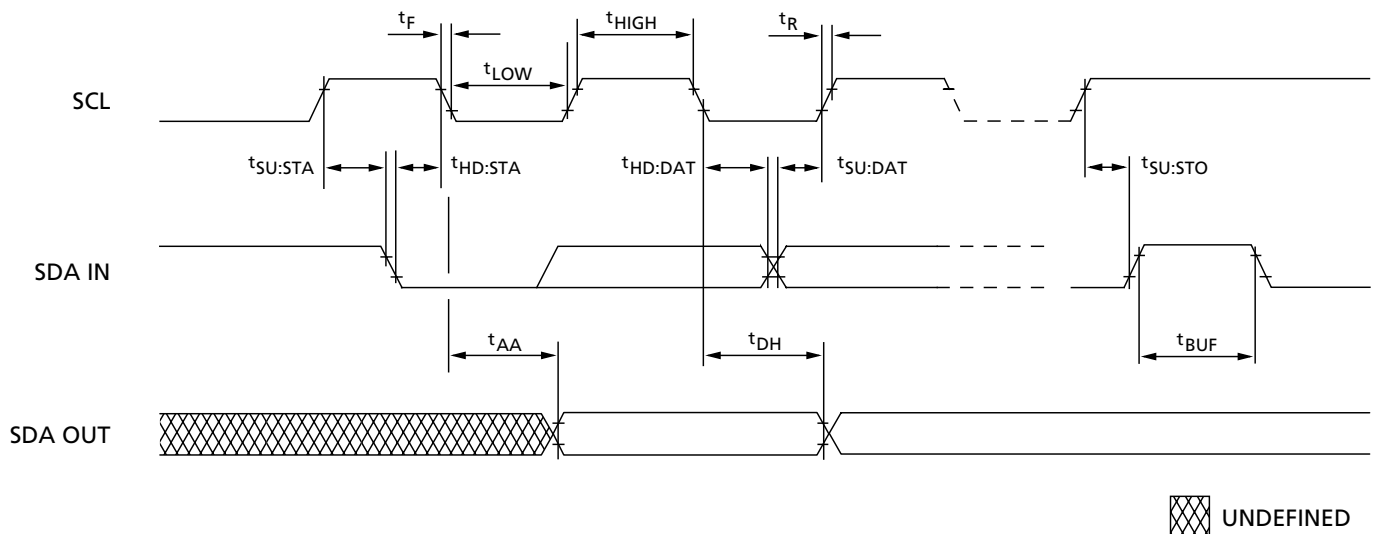 tF
tHIGH
tR
tLOW
SCL
tSU:STA
tHD:STA
tHD:DAT
tSU:DAT
tSU:STO
SDA IN
tAA
tDH
tBUF
SDA OUT
UNDEFINED